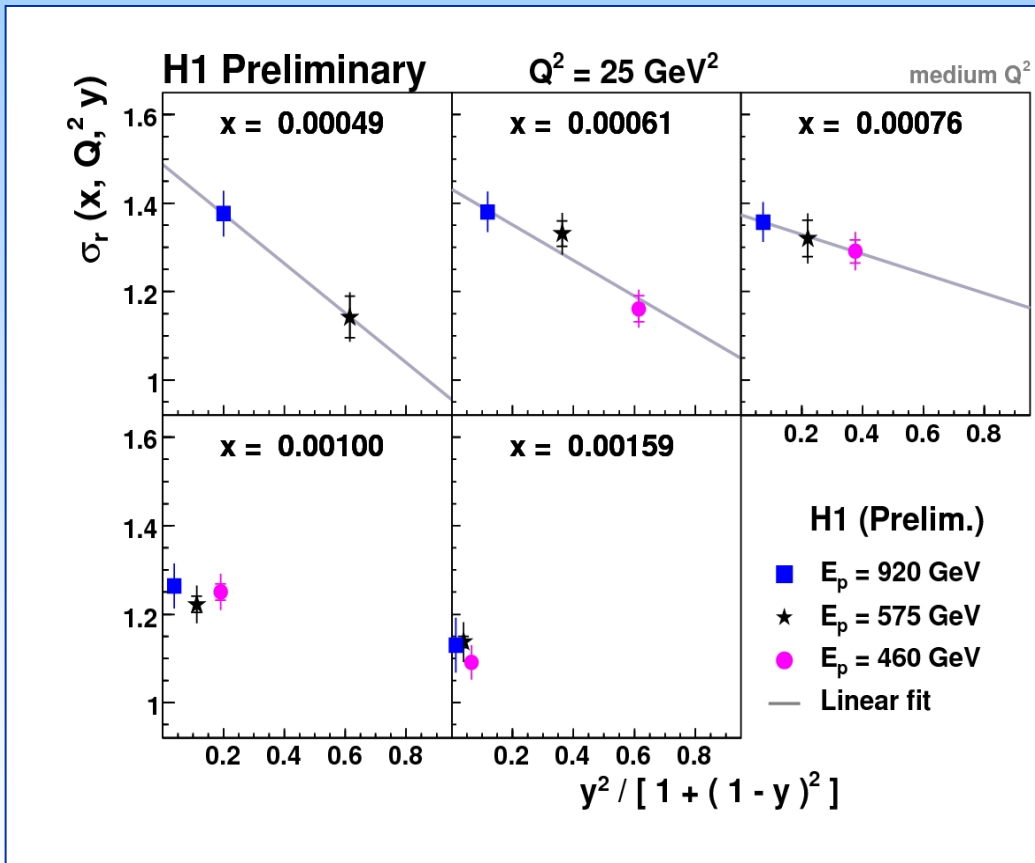 H1 Preliminary
Q² = 25 GeV²
medium Q²
σr (x, Q,² y)
x = 0.00049
x = 0.00061
x = 0.00076
1.6
1.4
1.2
1
0.2 0.4 0.6 0.8
x = 0.00100
x = 0.00159
1.6
1.4
1.2
1
0.2 0.4 0.6 0.8
0.2 0.4 0.6 0.8
y² / [ 1 + ( 1 - y )² ]
H1 (Prelim.)
Ep = 920 GeV
Ep = 575 GeV
Ep = 460 GeV
Linear fit